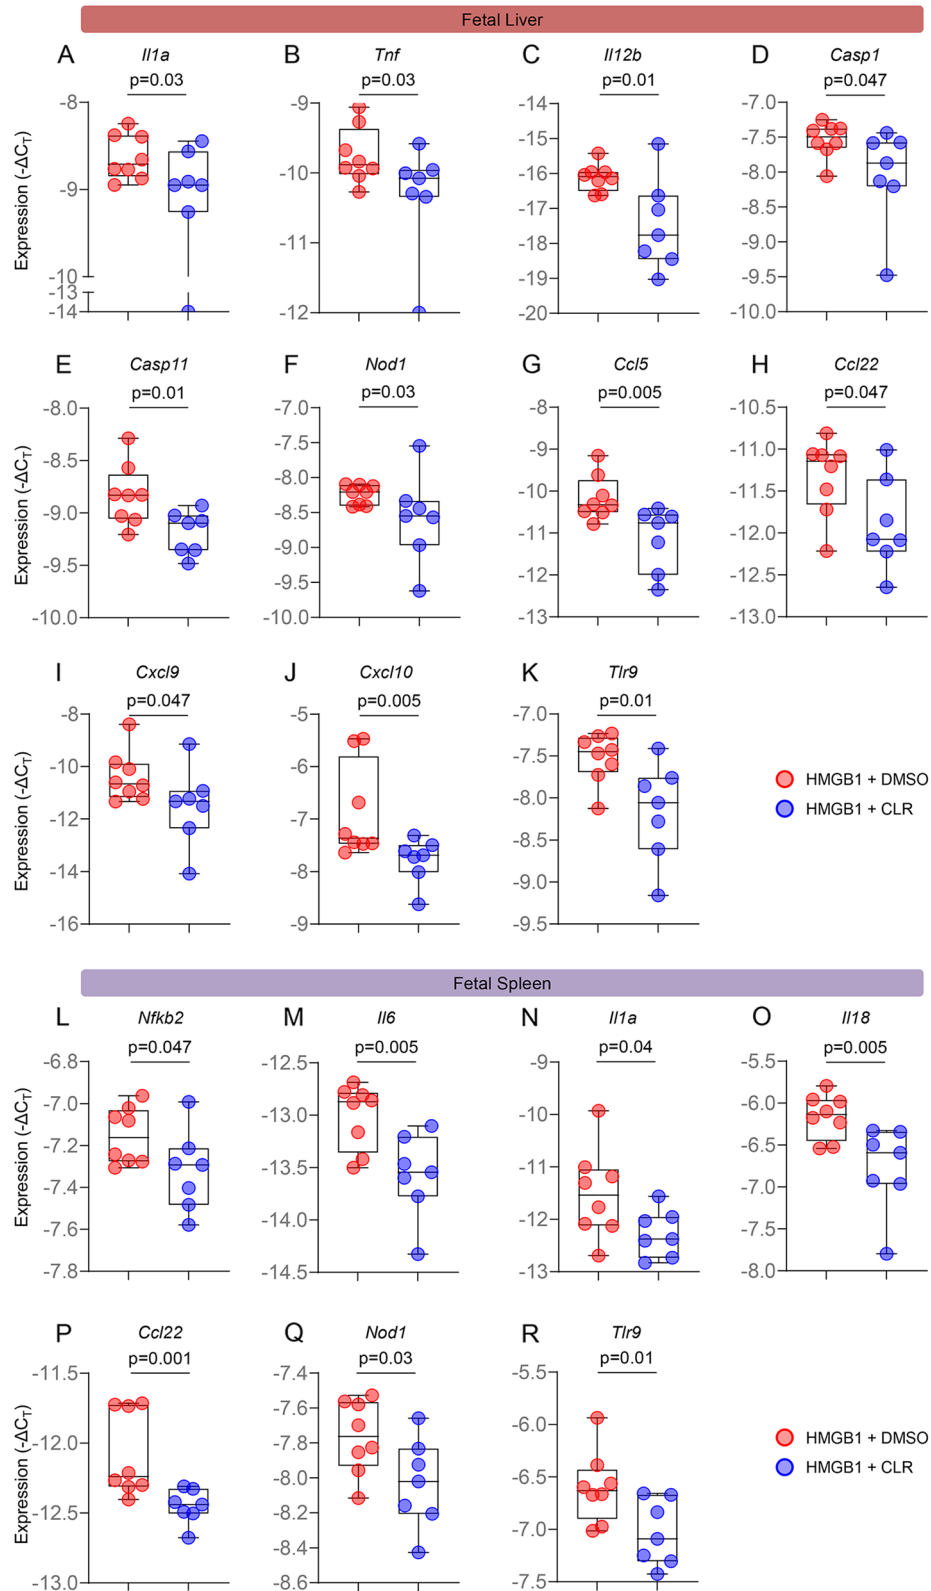 Fetal Liver
A Il1a
p=0.03
B Tnf
p=0.03
C Il12b
p=0.01
D Casp1
p=0.047
Expression (-ΔCT)
-8
-9
-10
-13
-14
-9
-10
-11
-12
-14
-15
-16
-17
-18
-19
-20
-7.0
-7.5
-8.0
-8.5
-9.0
-9.5
-10.0
E Casp11
p=0.01
F Nod1
p=0.03
G Ccl5
p=0.005
H Ccl22
p=0.047
Expression (-ΔCT)
-8.0
-8.5
-9.0
-9.5
-10.0
-7.0
-7.5
-8.0
-8.5
-9.0
-9.5
-10.0
-8
-9
-10
-11
-12
-13
-10.5
-11.0
-11.5
-12.0
-12.5
-13.0
I Cxcl9
p=0.047
J Cxcl10
p=0.005
K Tlr9
p=0.01
Expression (-ΔCT)
-8
-10
-12
-14
-16
-5
-6
-7
-8
-9
-7.0
-7.5
-8.0
-8.5
-9.0
-9.5
HMGB1 + DMSO
HMGB1 + CLR
Fetal Spleen
L Nfkb2
p=0.047
M Il6
p=0.005
N Il1a
p=0.04
O Il18
p=0.005
Expression (-ΔCT)
-6.8
-7.0
-7.2
-7.4
-7.6
-7.8
-12.5
-13.0
-13.5
-14.0
-14.5
-9
-10
-11
-12
-13
-5.5
-6.0
-6.5
-7.0
-7.5
-8.0
P Ccl22
p=0.001
Q Nod1
p=0.03
R Tlr9
p=0.01
Expression (-ΔCT)
-11.5
-12.0
-12.5
-13.0
-7.4
-7.6
-7.8
-8.0
-8.2
-8.4
-8.6
-5.5
-6.0
-6.5
-7.0
-7.5
HMGB1 + DMSO
HMGB1 + CLR